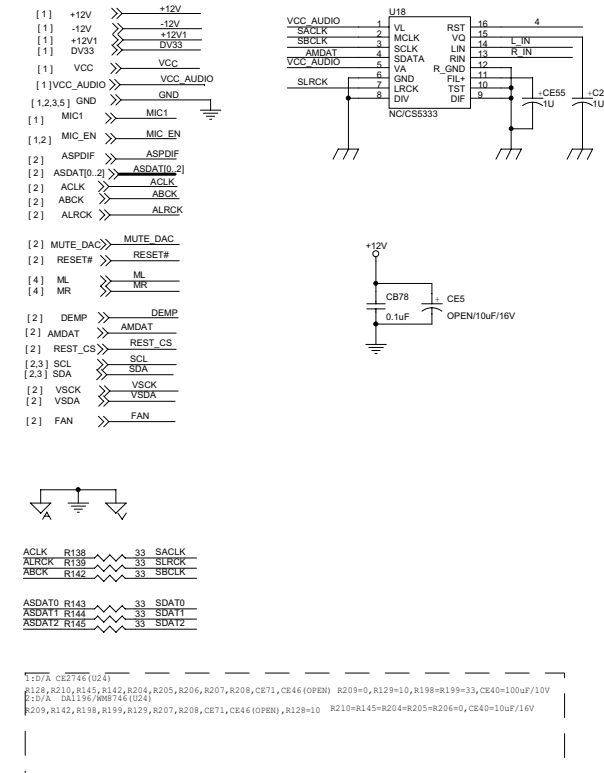 [ 1 ] +12V +12V
[ 1 ] -12V -12V
[ 1 ] +12V1 +12V1
[ 1 ] DV33 DV33
[ 1 ] VCC VCC
[ 1 ] VCC_AUDIO VCC_AUDIO
[ 1,2,3,5 ] GND GND
[ 1 ] MIC1 MIC1
[ 1,2 ] MIC_EN MIC_EN
[ 2 ] ASPDIF ASPDIF
[ 2 ] ASDAT[0..2] ASDAT[0..2]
[ 2 ] ACLK ACLK
[ 2 ] ABCK ABCK
[ 2 ] ALRCK ALRCK
[ 2 ] MUTE_DAC MUTE_DAC
[ 2 ] RESET# RESET#
[ 4 ] ML ML
[ 4 ] MR MR
[ 2 ] DEMP DEMP
[ 2 ] AMDAT AMDAT
[ 2 ] REST_CS REST_CS
[ 2,3 ] SCL SCL
[ 2,3 ] SDA SDA
[ 2 ] VSCK VSCK
[ 2 ] VSDA VSDA
[ 2 ] FAN FAN
U18
VCC_AUDIO 1 VL RST 16 4
SACLK 2 MCLK VQ 15
SBCLK 3 SCLK LIN 14 L_IN
AMDAT 4 SDATA RIN 13 R_IN
VCC_AUDIO 5 VA R_GND 12
6 GND FIL+ 11
SLRCK 7 LRCK TST 10
8 DIV DIF 9
NC/CS5333
+ CE55
1U
+ C2
1U
+12V
CB78
0.1uF
+ CE5
OPEN/10uF/16V
A V
ACLK R138 33 SACLK
ALRCK R139 33 SLRCK
ABCK R142 33 SBCLK
ASDAT0 R143 33 SDAT0
ASDAT1 R144 33 SDAT1
ASDAT2 R145 33 SDAT2
1:D/A CE2746(U24)
R128,R210,R145,R142,R204,R205,R206,R207,R208,CE71,CE46(OPEN) R209=0,R129=10,R198=R199=33,CE40=100uF/10V
2:D/A DA1196/WM8746(U24)
R209,R142,R198,R199,R129,R207,R208,CE71,CE46(OPEN),R128=10 R210=R145=R204=R205=R206=0,CE40=10uF/16V